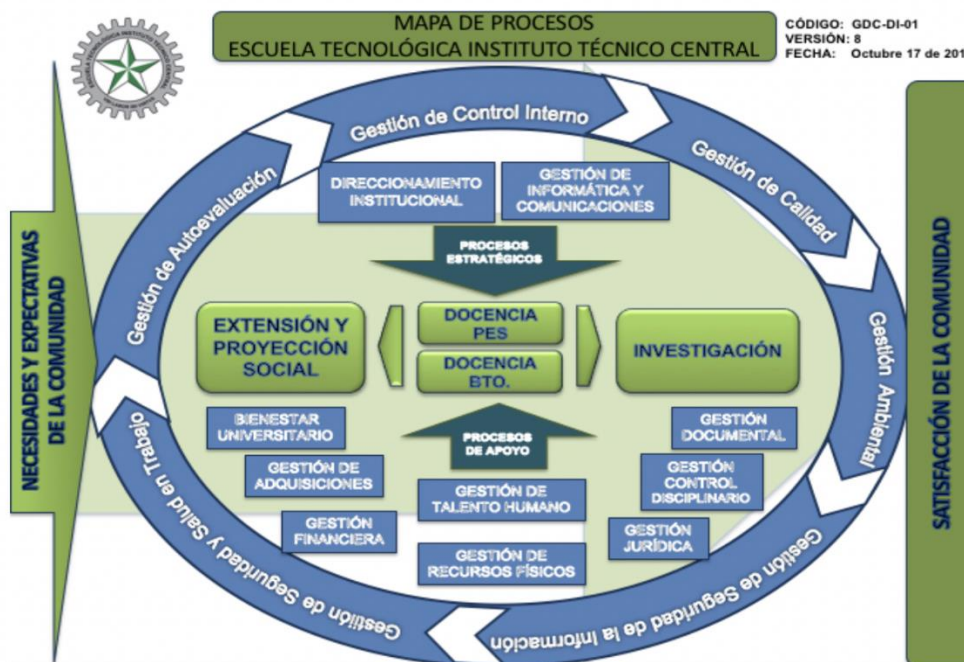 MAPA DE PROCESOS
ESCUELA TECNOLÓGICA INSTITUTO TÉCNICO CENTRAL
CÓDIGO: GDC-DI-01
VERSIÓN: 8
FECHA: Octubre 17 de 201
NECESIDADES Y EXPECTATIVAS
DE LA COMUNIDAD
Gestión de Autoevaluación
Gestión de Control Interno
Gestión de Calidad
Gestión Ambiental
Gestión de Seguridad de la Información
Gestión de Seguridad y Salud en Trabajo
DIRECCIONAMIENTO
INSTITUCIONAL
GESTIÓN DE
INFORMÁTICA Y
COMUNICACIONES
PROCESOS
ESTRATÉGICOS
EXTENSIÓN Y
PROYECCIÓN
SOCIAL
DOCENCIA
PES
DOCENCIA
BTO.
INVESTIGACIÓN
BIENESTAR
UNIVERSITARIO
PROCESOS
DE APOYO
GESTIÓN
DOCUMENTAL
GESTIÓN DE
ADQUISICIONES
GESTIÓN DE
TALENTO HUMANO
GESTIÓN
CONTROL
DISCIPLINARIO
GESTIÓN
FINANCIERA
GESTIÓN DE
RECURSOS FÍSICOS
GESTIÓN
JURÍDICA
SATISFACCIÓN DE LA COMUNIDAD